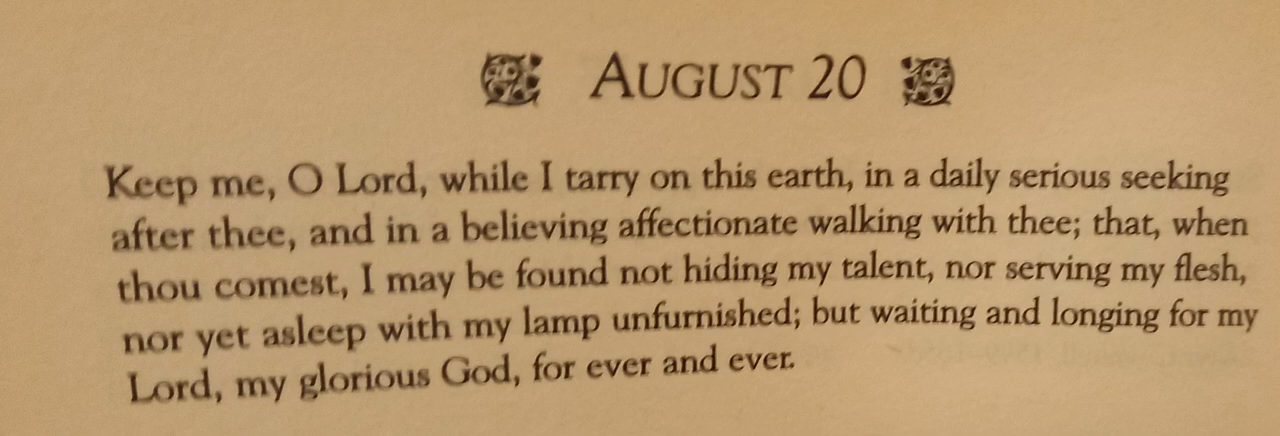 AUGUST 20
Keep me, O Lord, while I tarry on this earth, in a daily serious seeking
after thee, and in a believing affectionate walking with thee; that, when
thou comest, I may be found not hiding my talent, nor serving my flesh,
nor yet asleep with my lamp unfurnished; but waiting and longing for my
Lord, my glorious God, for ever and ever.